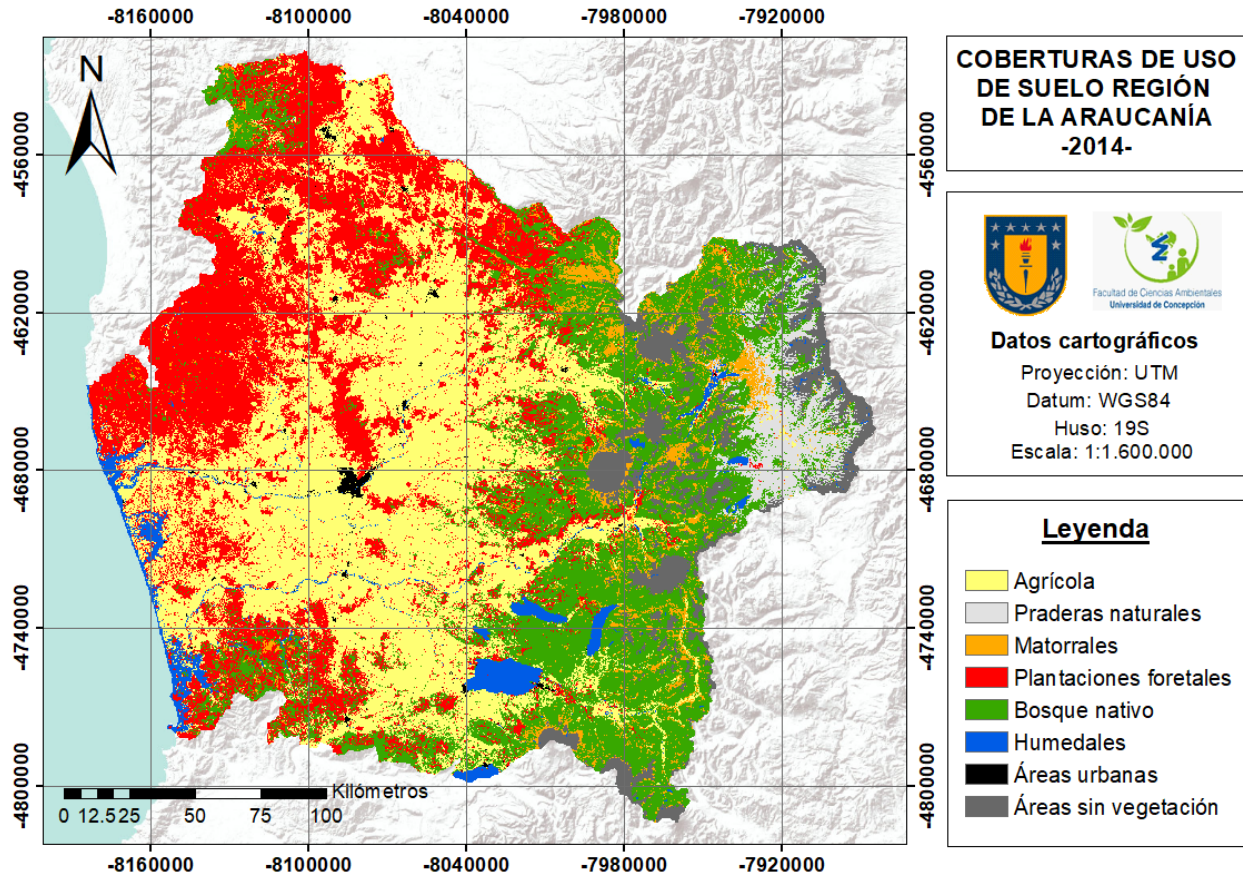 -8160000 -8100000 -8040000 -7980000 -7920000
N
-4560000 -4560000
-4620000 -4620000
-4680000 -4680000
-4740000 -4740000
-4800000 -4800000
Kilómetros
0 12.5 25 50 75 100
-8160000 -8100000 -8040000 -7980000 -7920000
COBERTURAS DE USO
DE SUELO REGIÓN
DE LA ARAUCANÍA
-2014-
Facultad de Ciencias Ambientales
Universidad de Concepción
Datos cartográficos
Proyección: UTM
Datum: WGS84
Huso: 19S
Escala: 1:1.600.000
Leyenda
Agrícola
Praderas naturales
Matorrales
Plantaciones foretales
Bosque nativo
Humedales
Áreas urbanas
Áreas sin vegetación